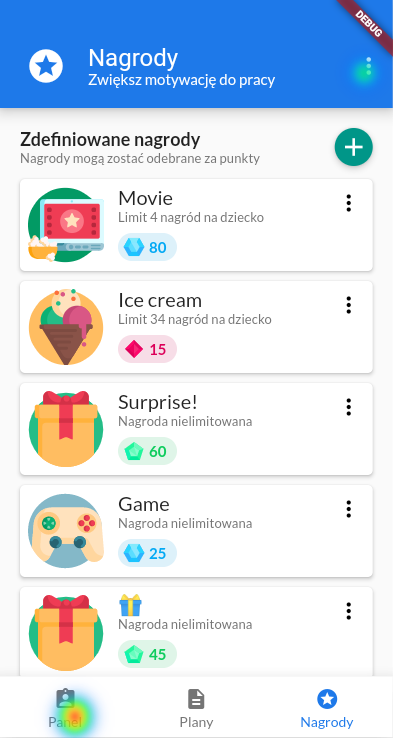 DEBUG
Nagrody
Zwiększ motywację do pracy
Zdefiniowane nagrody
Nagrody mogą zostać odebrane za punkty
Movie
Limit 4 nagród na dziecko
80
Ice cream
Limit 34 nagród na dziecko
15
Surprise!
Nagroda nielimitowana
60
Game
Nagroda nielimitowana
25
Nagroda nielimitowana
45
Panel
Plany
Nagrody